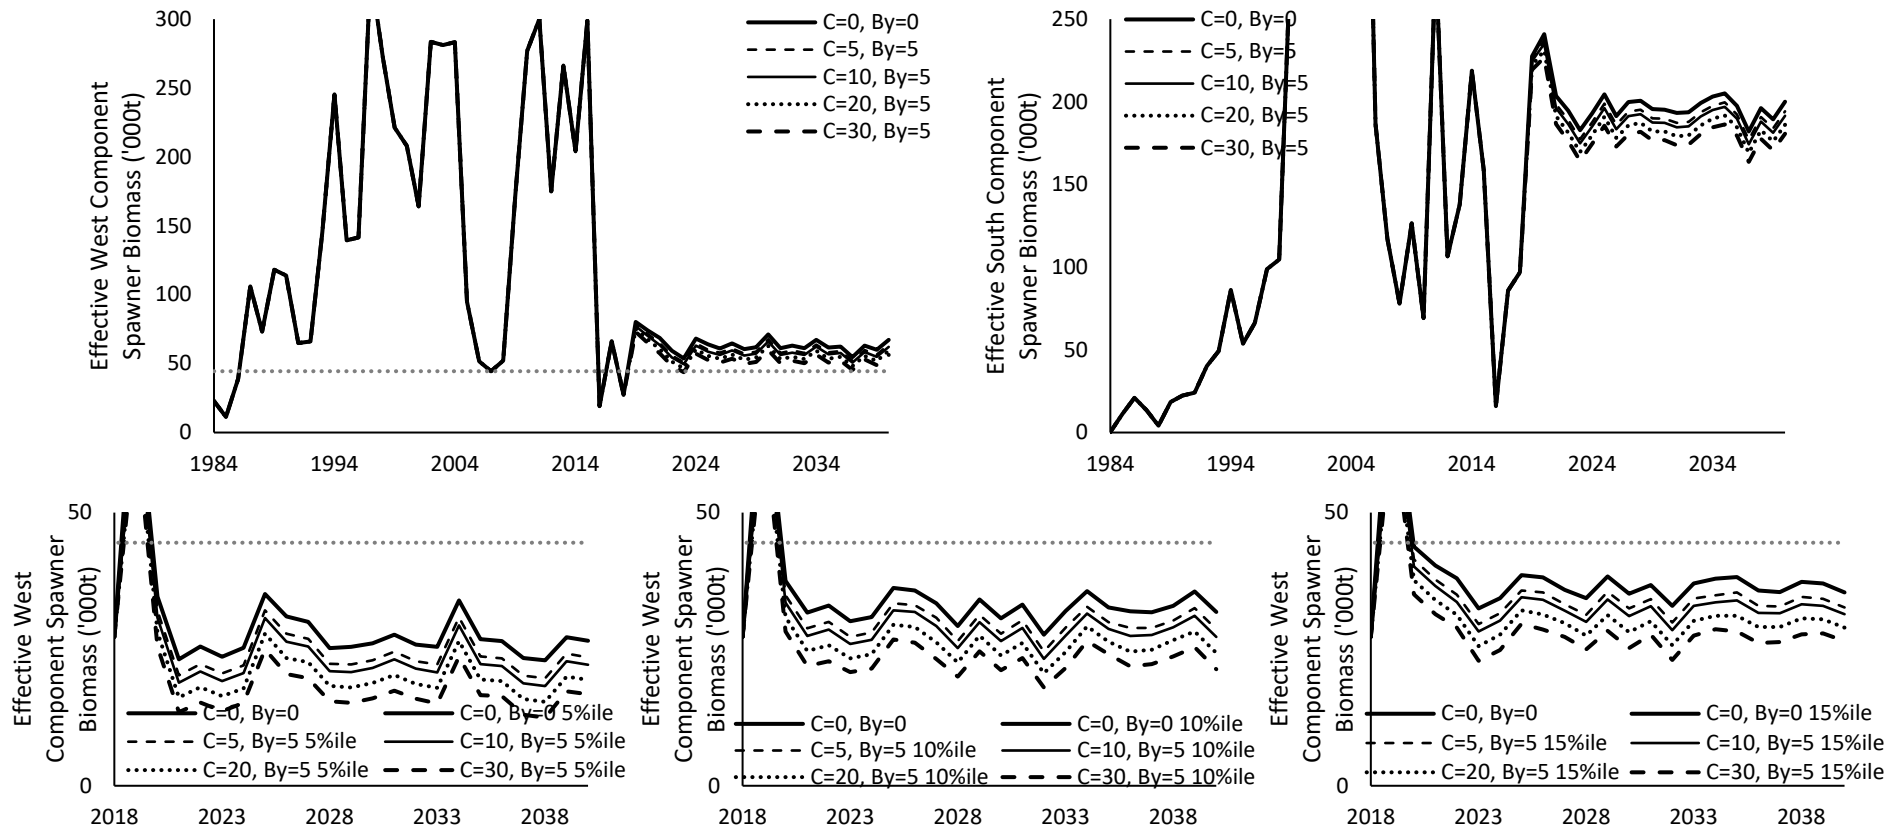 Effective West Component
Spawner Biomass ('000t)
300
250
200
150
100
50
0
1984
1994
2004
2014
2024
2034
C=0, By=0
C=5, By=5
C=10, By=5
C=20, By=5
C=30, By=5
Effective South Component
Spawner Biomass ('000t)
250
200
150
100
50
0
1984
1994
2004
2014
2024
2034
C=0, By=0
C=5, By=5
C=10, By=5
C=20, By=5
C=30, By=5
Effective West
Component Spawner
Biomass ('000t)
50
0
2018
2023
2028
2033
2038
C=0, By=0
C=0, By=0 5%ile
C=5, By=5 5%ile
C=10, By=5 5%ile
C=20, By=5 5%ile
C=30, By=5 5%ile
Effective West
Component Spawner
Biomass ('000t)
50
0
2018
2023
2028
2033
2038
C=0, By=0
C=0, By=0 10%ile
C=5, By=5 10%ile
C=10, By=5 10%ile
C=20, By=5 10%ile
C=30, By=5 10%ile
Effective West
Component Spawner
Biomass ('000t)
50
0
2018
2023
2028
2033
2038
C=0, By=0
C=0, By=0 15%ile
C=5, By=5 15%ile
C=10, By=5 15%ile
C=20, By=5 15%ile
C=30, By=5 15%ile